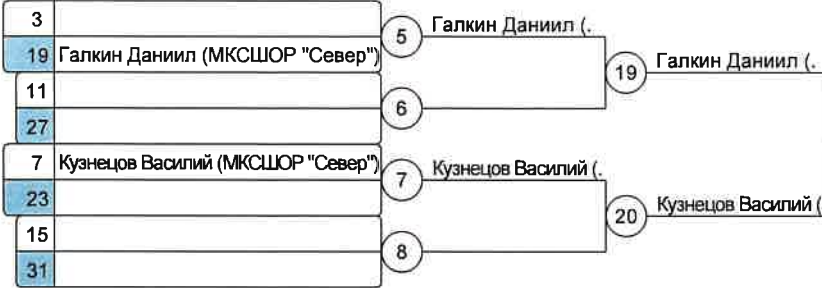 3
19 Галкин Даниил (МКСШОР "Север")
5 Галкин Даниил (.
19 Галкин Даниил (.
11
27
6
7 Кузнецов Василий (МКСШОР "Север")
23
7 Кузнецов Василий (.
20 Кузнецов Василий (
15
31
8